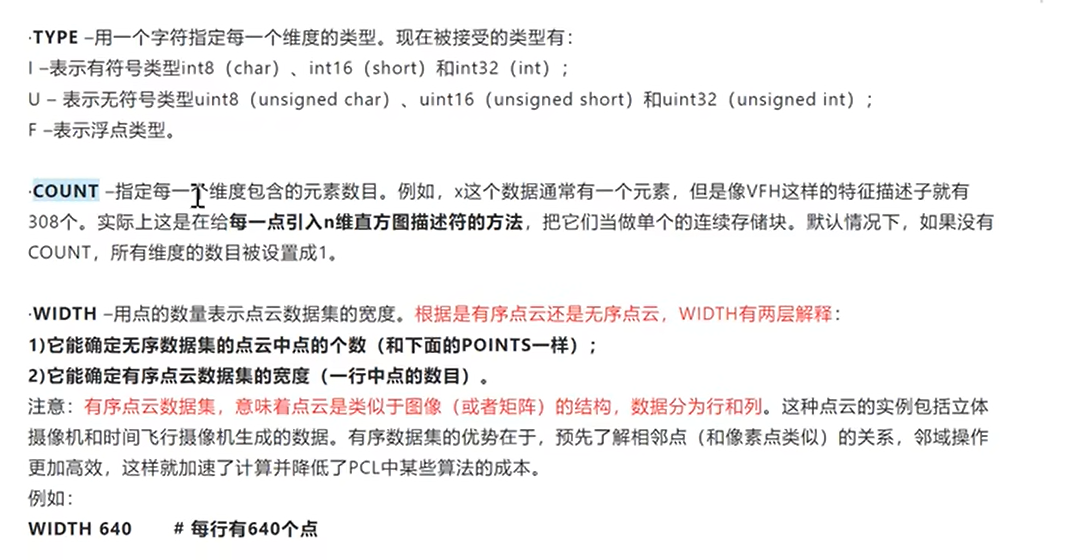 ·TYPE –用一个字符指定每一个维度的类型。现在被接受的类型有：
I –表示有符号类型int8（char）、int16（short）和int32（int）；
U – 表示无符号类型uint8（unsigned char）、uint16（unsigned short）和uint32（unsigned int）；
F –表示浮点类型。
·COUNT –指定每一个维度包含的元素数目。例如，x这个数据通常有一个元素，但是像VFH这样的特征描述子就有
308个。实际上这是在给每一点引入n维直方图描述符的方法，把它们当做单个的连续存储块。默认情况下，如果没有
COUNT，所有维度的数目被设置成1。
·WIDTH –用点的数量表示点云数据集的宽度。根据是有序点云还是无序点云，WIDTH有两层解释：
1)它能确定无序数据集的点云中点的个数（和下面的POINTS一样）；
2)它能确定有序点云数据集的宽度（一行中点的数目）。
注意：有序点云数据集，意味着点云是类似于图像（或者矩阵）的结构，数据分为行和列。这种点云的实例包括立体
摄像机和时间飞行摄像机生成的数据。有序数据集的优势在于，预先了解相邻点（和像素点类似）的关系，邻域操作
更加高效，这样就加速了计算并降低了PCL中某些算法的成本。
例如：
WIDTH 640 # 每行有640个点